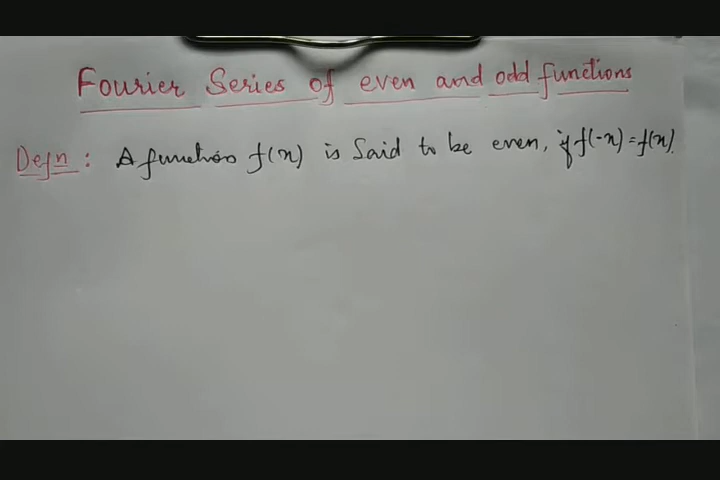 Fourier Series of even and odd functions
Defn : A function f(x) is Said to be even, if f(-x) = f(x).